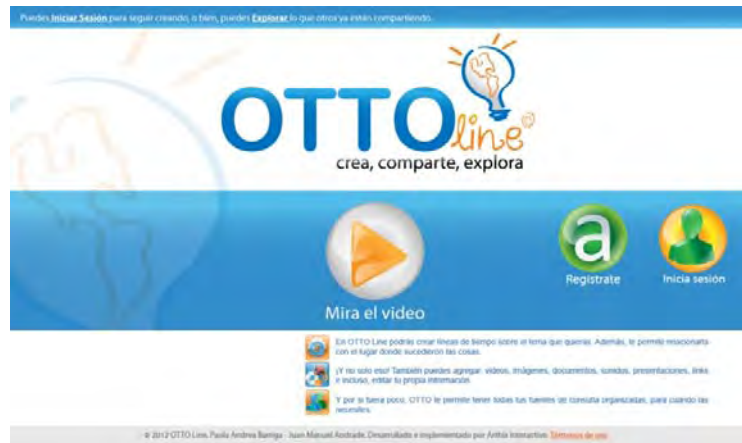 Puedes Iniciar Sesión para seguir creando, o bien, puedes Explorar lo que otros ya están compartiendo.
OTTO line ©
crea, comparte, explora
a
Mira el video
Registrate
Inicia sesión
En OTTO Line podrás crear líneas de tiempo sobre el tema que quieras. Además, te permite relacionarla
con el lugar donde sucedieron las cosas.
¡Y no solo eso! También puedes agregar: videos, imágenes, documentos, sonidos, presentaciones, links
e incluso, editar tu propia información.
Y por si fuera poco, OTTO te permite tener todas tus fuentes de consulta organizadas, para cuando las
necesites.
© 2012 OTTO Line. Paola Andrea Barriga - Juan Manuel Andrade. Desarrollado e implementado por Anthia Interactive. Términos de uso